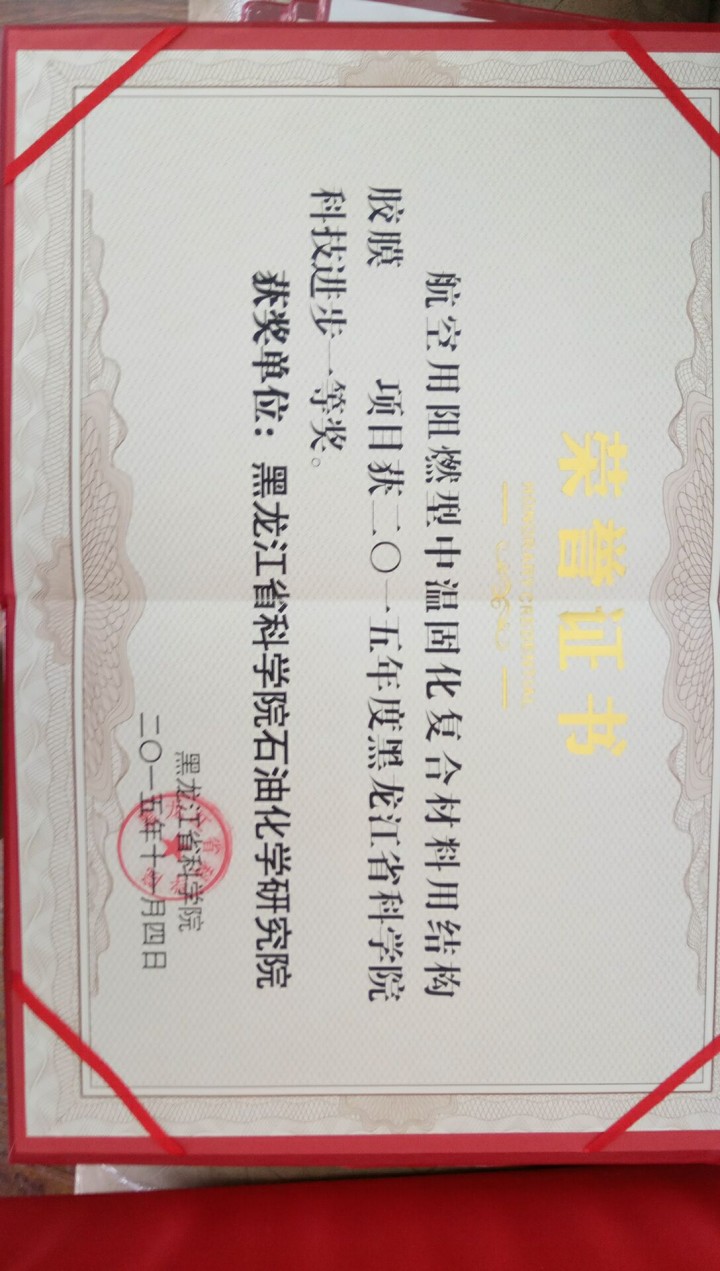 荣誉证书
航空用阻燃型中温固化复合材料用结构
胶膜 项目获二〇一五年度黑龙江省科学院
科技进步一等奖。
获奖单位：黑龙江省科学院石油化学研究院
黑龙江省科学院
二〇一五年十一月四日